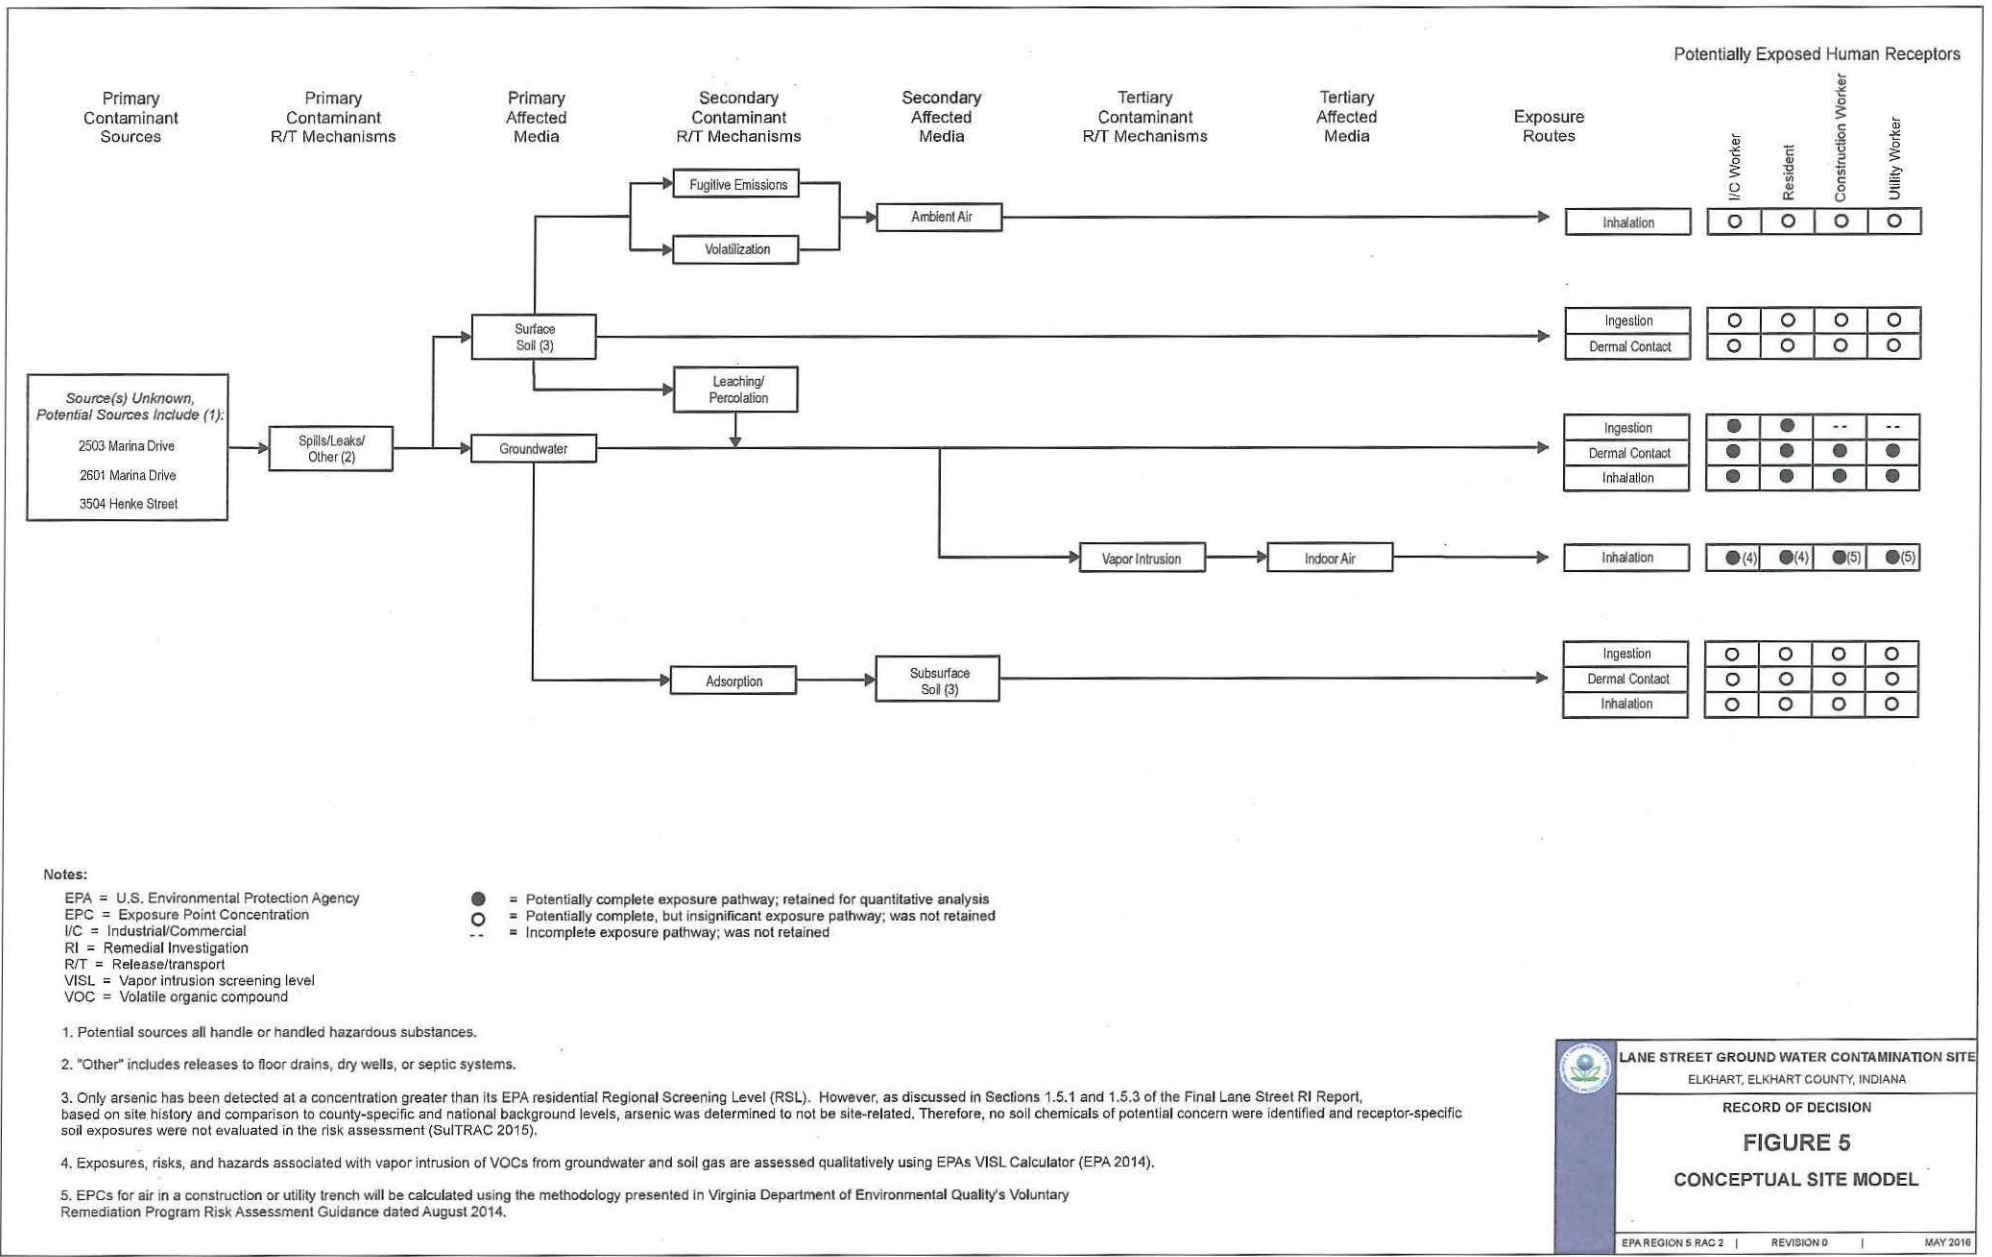 Potentially Exposed Human Receptors
Primary
Contaminant
Sources
Primary
Contaminant
R/T Mechanisms
Primary
Affected
Media
Secondary
Contaminant
R/T Mechanisms
Secondary
Affected
Media
Tertiary
Contaminant
R/T Mechanisms
Tertiary
Affected
Media
Exposure
Routes
I/C Worker
Resident
Construction Worker
Utility Worker
Fugitive Emissions
Volatilization
Ambient Air
Inhalation
Surface
Soil (3)
Ingestion
Dermal Contact
Leaching/
Percolation
Source(s) Unknown,
Potential Sources Include (1):
2503 Marina Drive
2601 Marina Drive
3504 Henke Street
Spills/Leaks/
Other (2)
Groundwater
Ingestion -- --
Dermal Contact
Inhalation
Vapor Intrusion
Indoor Air
Inhalation (4) (4) (5) (5)
Adsorption
Subsurface
Soil (3)
Ingestion
Dermal Contact
Inhalation
Notes:
EPA = U.S. Environmental Protection Agency
EPC = Exposure Point Concentration
I/C = Industrial/Commercial
RI = Remedial Investigation
R/T = Release/transport
VISL = Vapor intrusion screening level
VOC = Volatile organic compound
= Potentially complete exposure pathway; retained for quantitative analysis
= Potentially complete, but insignificant exposure pathway; was not retained
-- = Incomplete exposure pathway; was not retained
1. Potential sources all handle or handled hazardous substances.
2. "Other" includes releases to floor drains, dry wells, or septic systems.
3. Only arsenic has been detected at a concentration greater than its EPA residential Regional Screening Level (RSL). However, as discussed in Sections 1.5.1 and 1.5.3 of the Final Lane Street RI Report,
based on site history and comparison to county-specific and national background levels, arsenic was determined to not be site-related. Therefore, no soil chemicals of potential concern were identified and receptor-specific
soil exposures were not evaluated in the risk assessment (SulTRAC 2015).
4. Exposures, risks, and hazards associated with vapor intrusion of VOCs from groundwater and soil gas are assessed qualitatively using EPAs VISL Calculator (EPA 2014).
5. EPCs for air in a construction or utility trench will be calculated using the methodology presented in Virginia Department of Environmental Quality's Voluntary
Remediation Program Risk Assessment Guidance dated August 2014.
LANE STREET GROUND WATER CONTAMINATION SITE
ELKHART, ELKHART COUNTY, INDIANA
RECORD OF DECISION
FIGURE 5
CONCEPTUAL SITE MODEL
EPA REGION 5 RAC 2 | REVISION 0 | MAY 2016